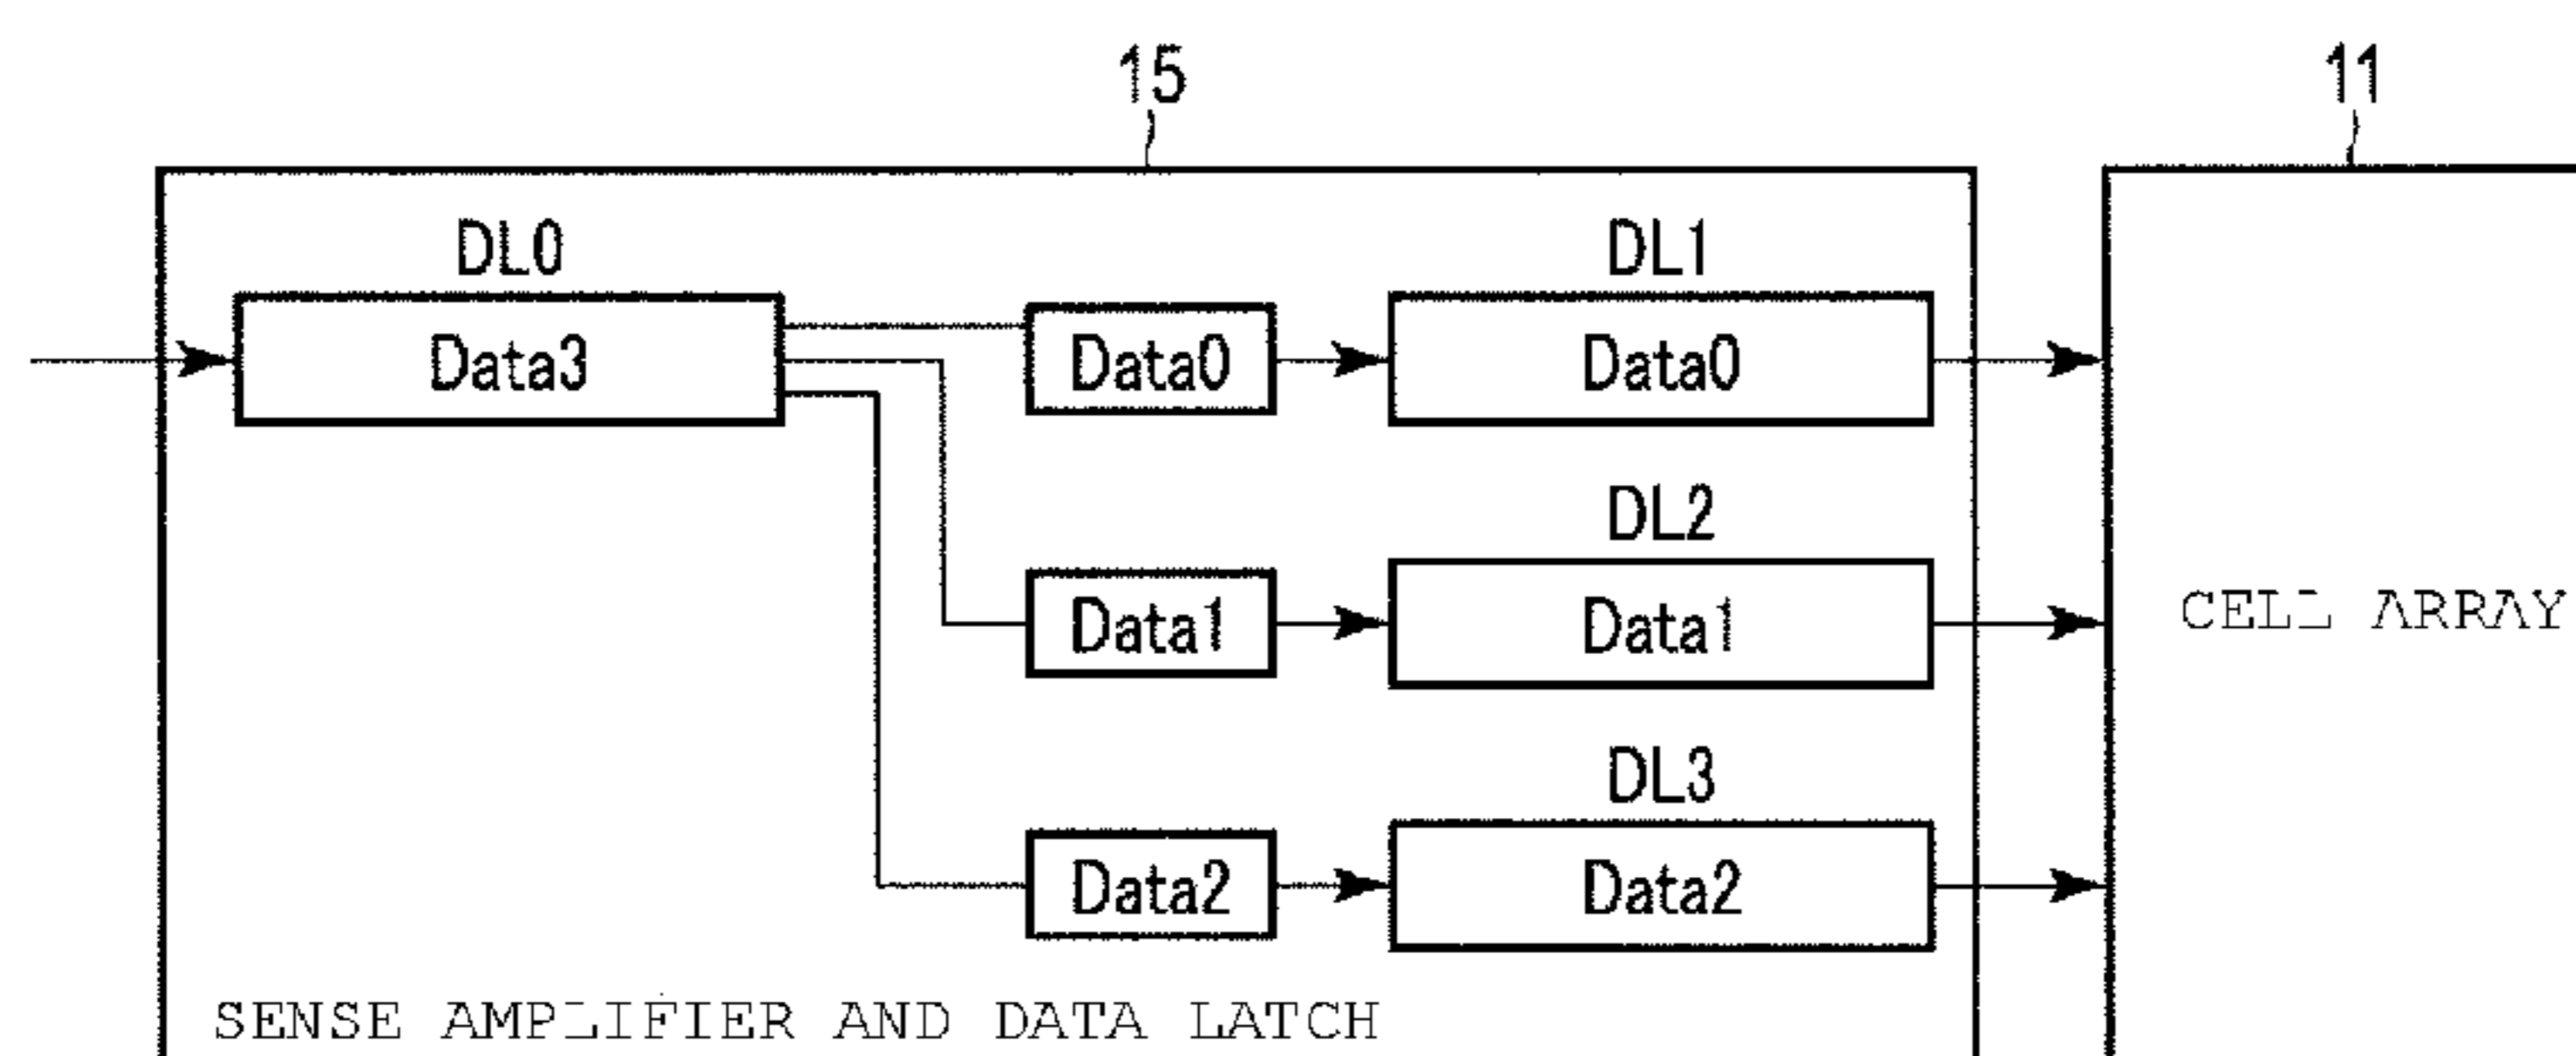 15
11
DL0
DL1
Data3
Data0
Data0
DL2
Data1
Data1
CELL ARRAY
DL3
Data2
Data2
SENSE AMPLIFIER AND DATA LATCH